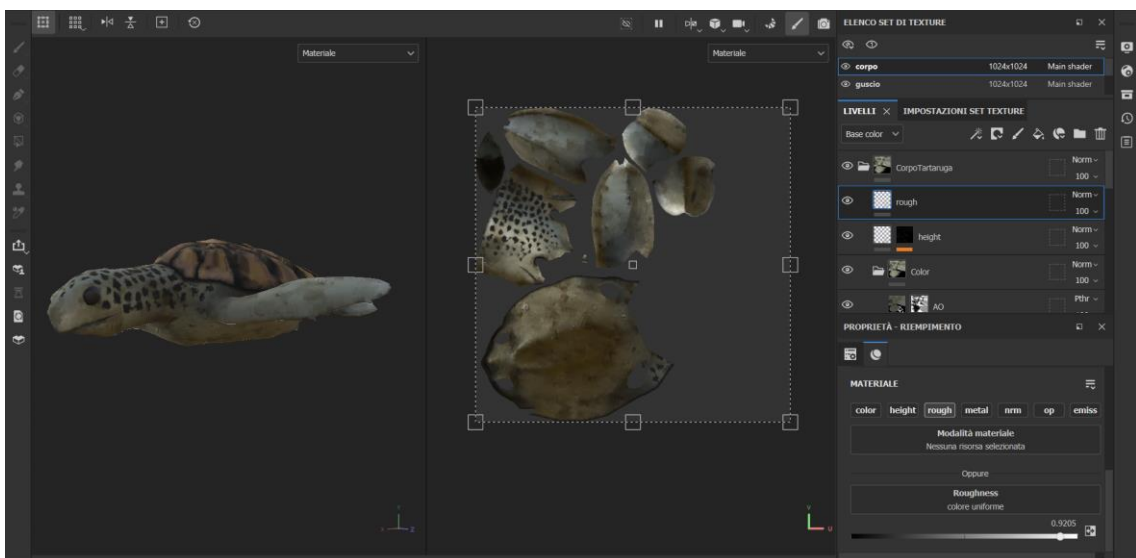 Materiale
Materiale
ELENCO SET DI TEXTURE
corpo 1024x1024 Main shader
guscio 1024x1024 Main shader
LIVELLI IMPOSTAZIONI SET TEXTURE
Base color
CorpoTartaruga Norm 100
rough Norm 100
height Norm 100
Color Norm 100
AO Pthr
PROPRIETÀ - RIEMPIMENTO
MATERIALE
color height rough metal nrm op emiss
Modalità materiale
Nessuna risorsa selezionata
Oppure
Roughness
colore uniforme
0.9205
Y
Z
V
U